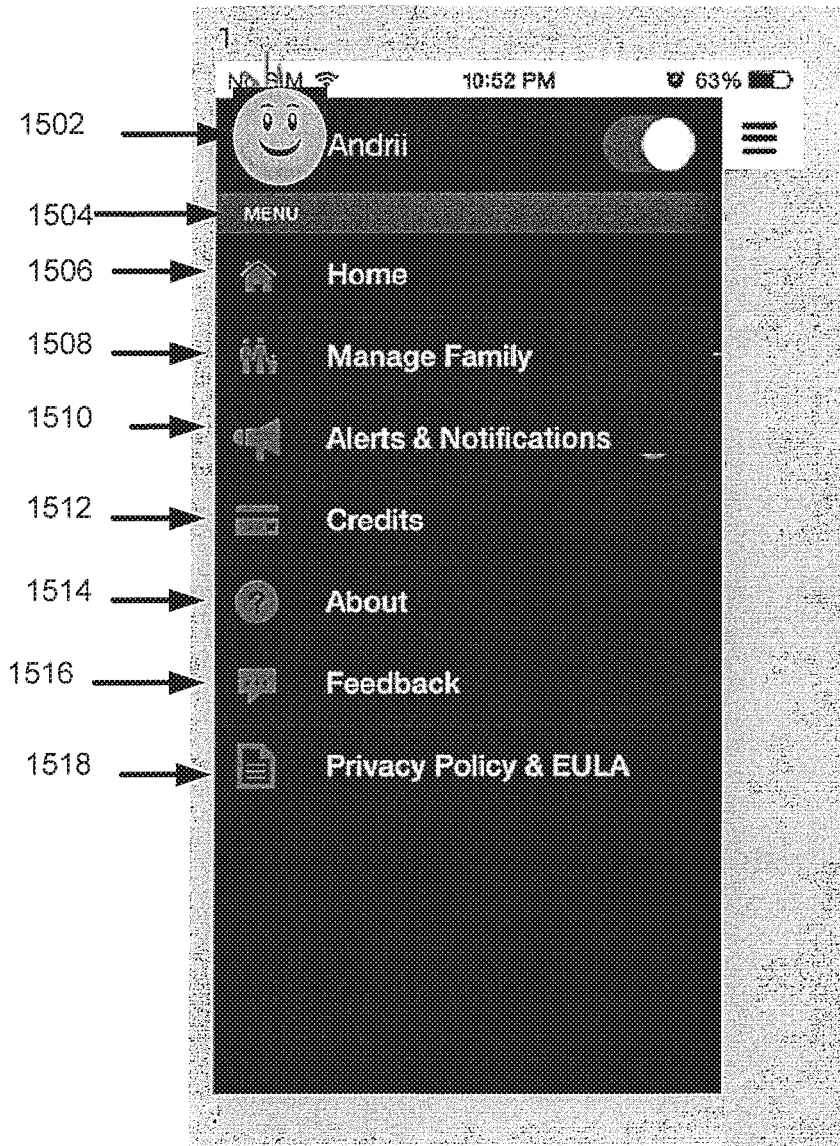 1
No SIM 10:52 PM 63%
1502 Andrii
1504 MENU
1506 Home
1508 Manage Family
1510 Alerts & Notifications
1512 Credits
1514 ? About
1516 Feedback
1518 Privacy Policy & EULA